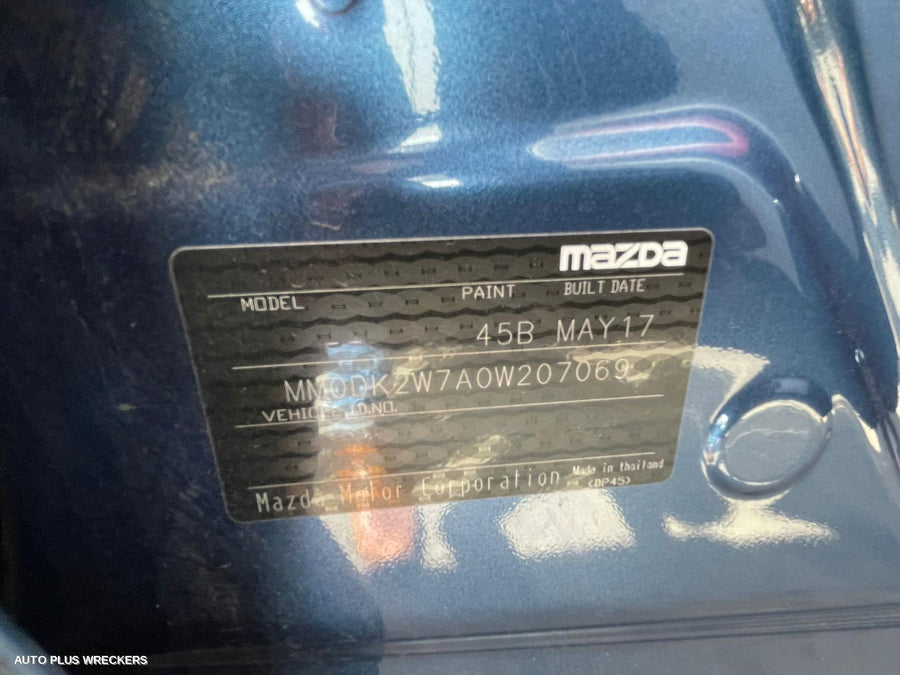 mazda
MODEL PAINT BUILT DATE
45B MAY17
MM0DK2W7A0W207069
VEHICLE I.D.NO.
Mazda Motor Corporation Made in thailand
(DP45)
AUTO PLUS WRECKERS